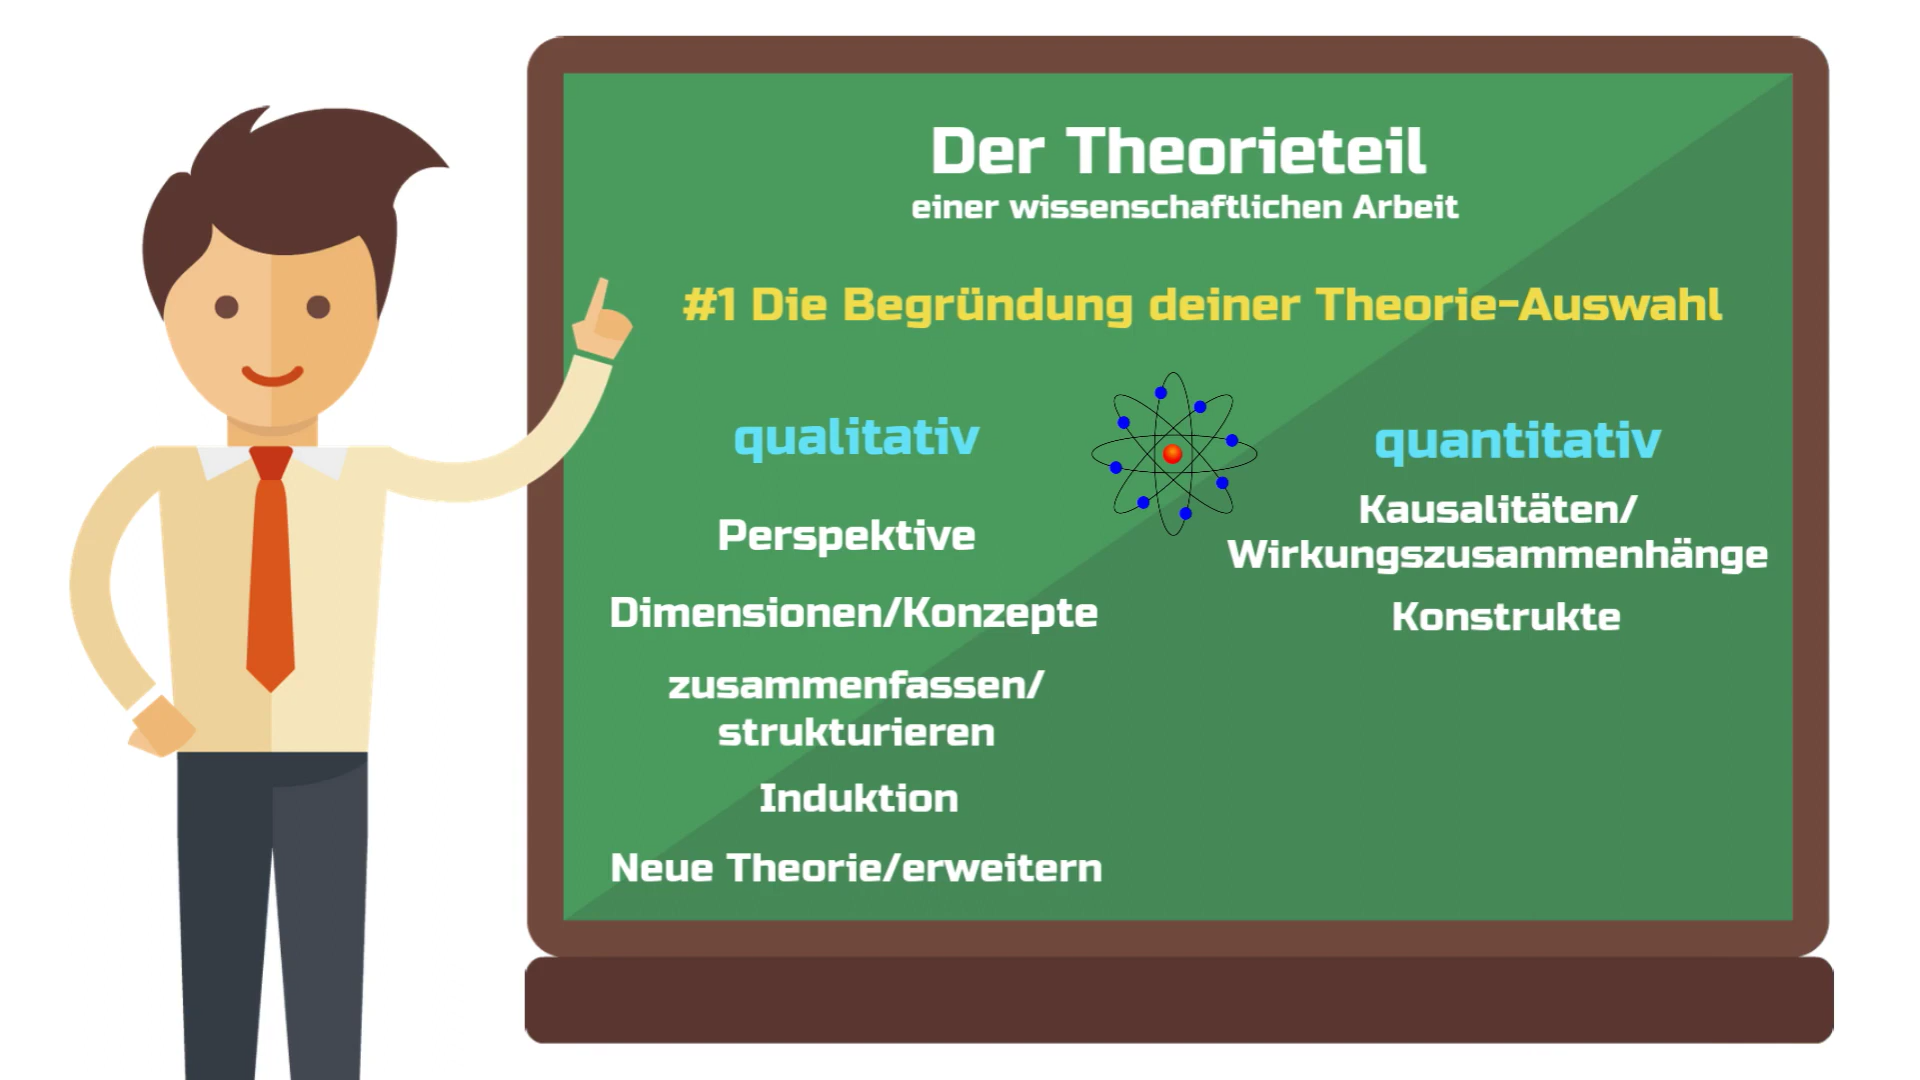 Der Theorieteil
einer wissenschaftlichen Arbeit
#1 Die Begründung deiner Theorie-Auswahl
qualitativ
Perspektive
Dimensionen/Konzepte
zusammenfassen/
strukturieren
Induktion
Neue Theorie/erweitern
quantitativ
Kausalitäten/
Wirkungszusammenhänge
Konstrukte